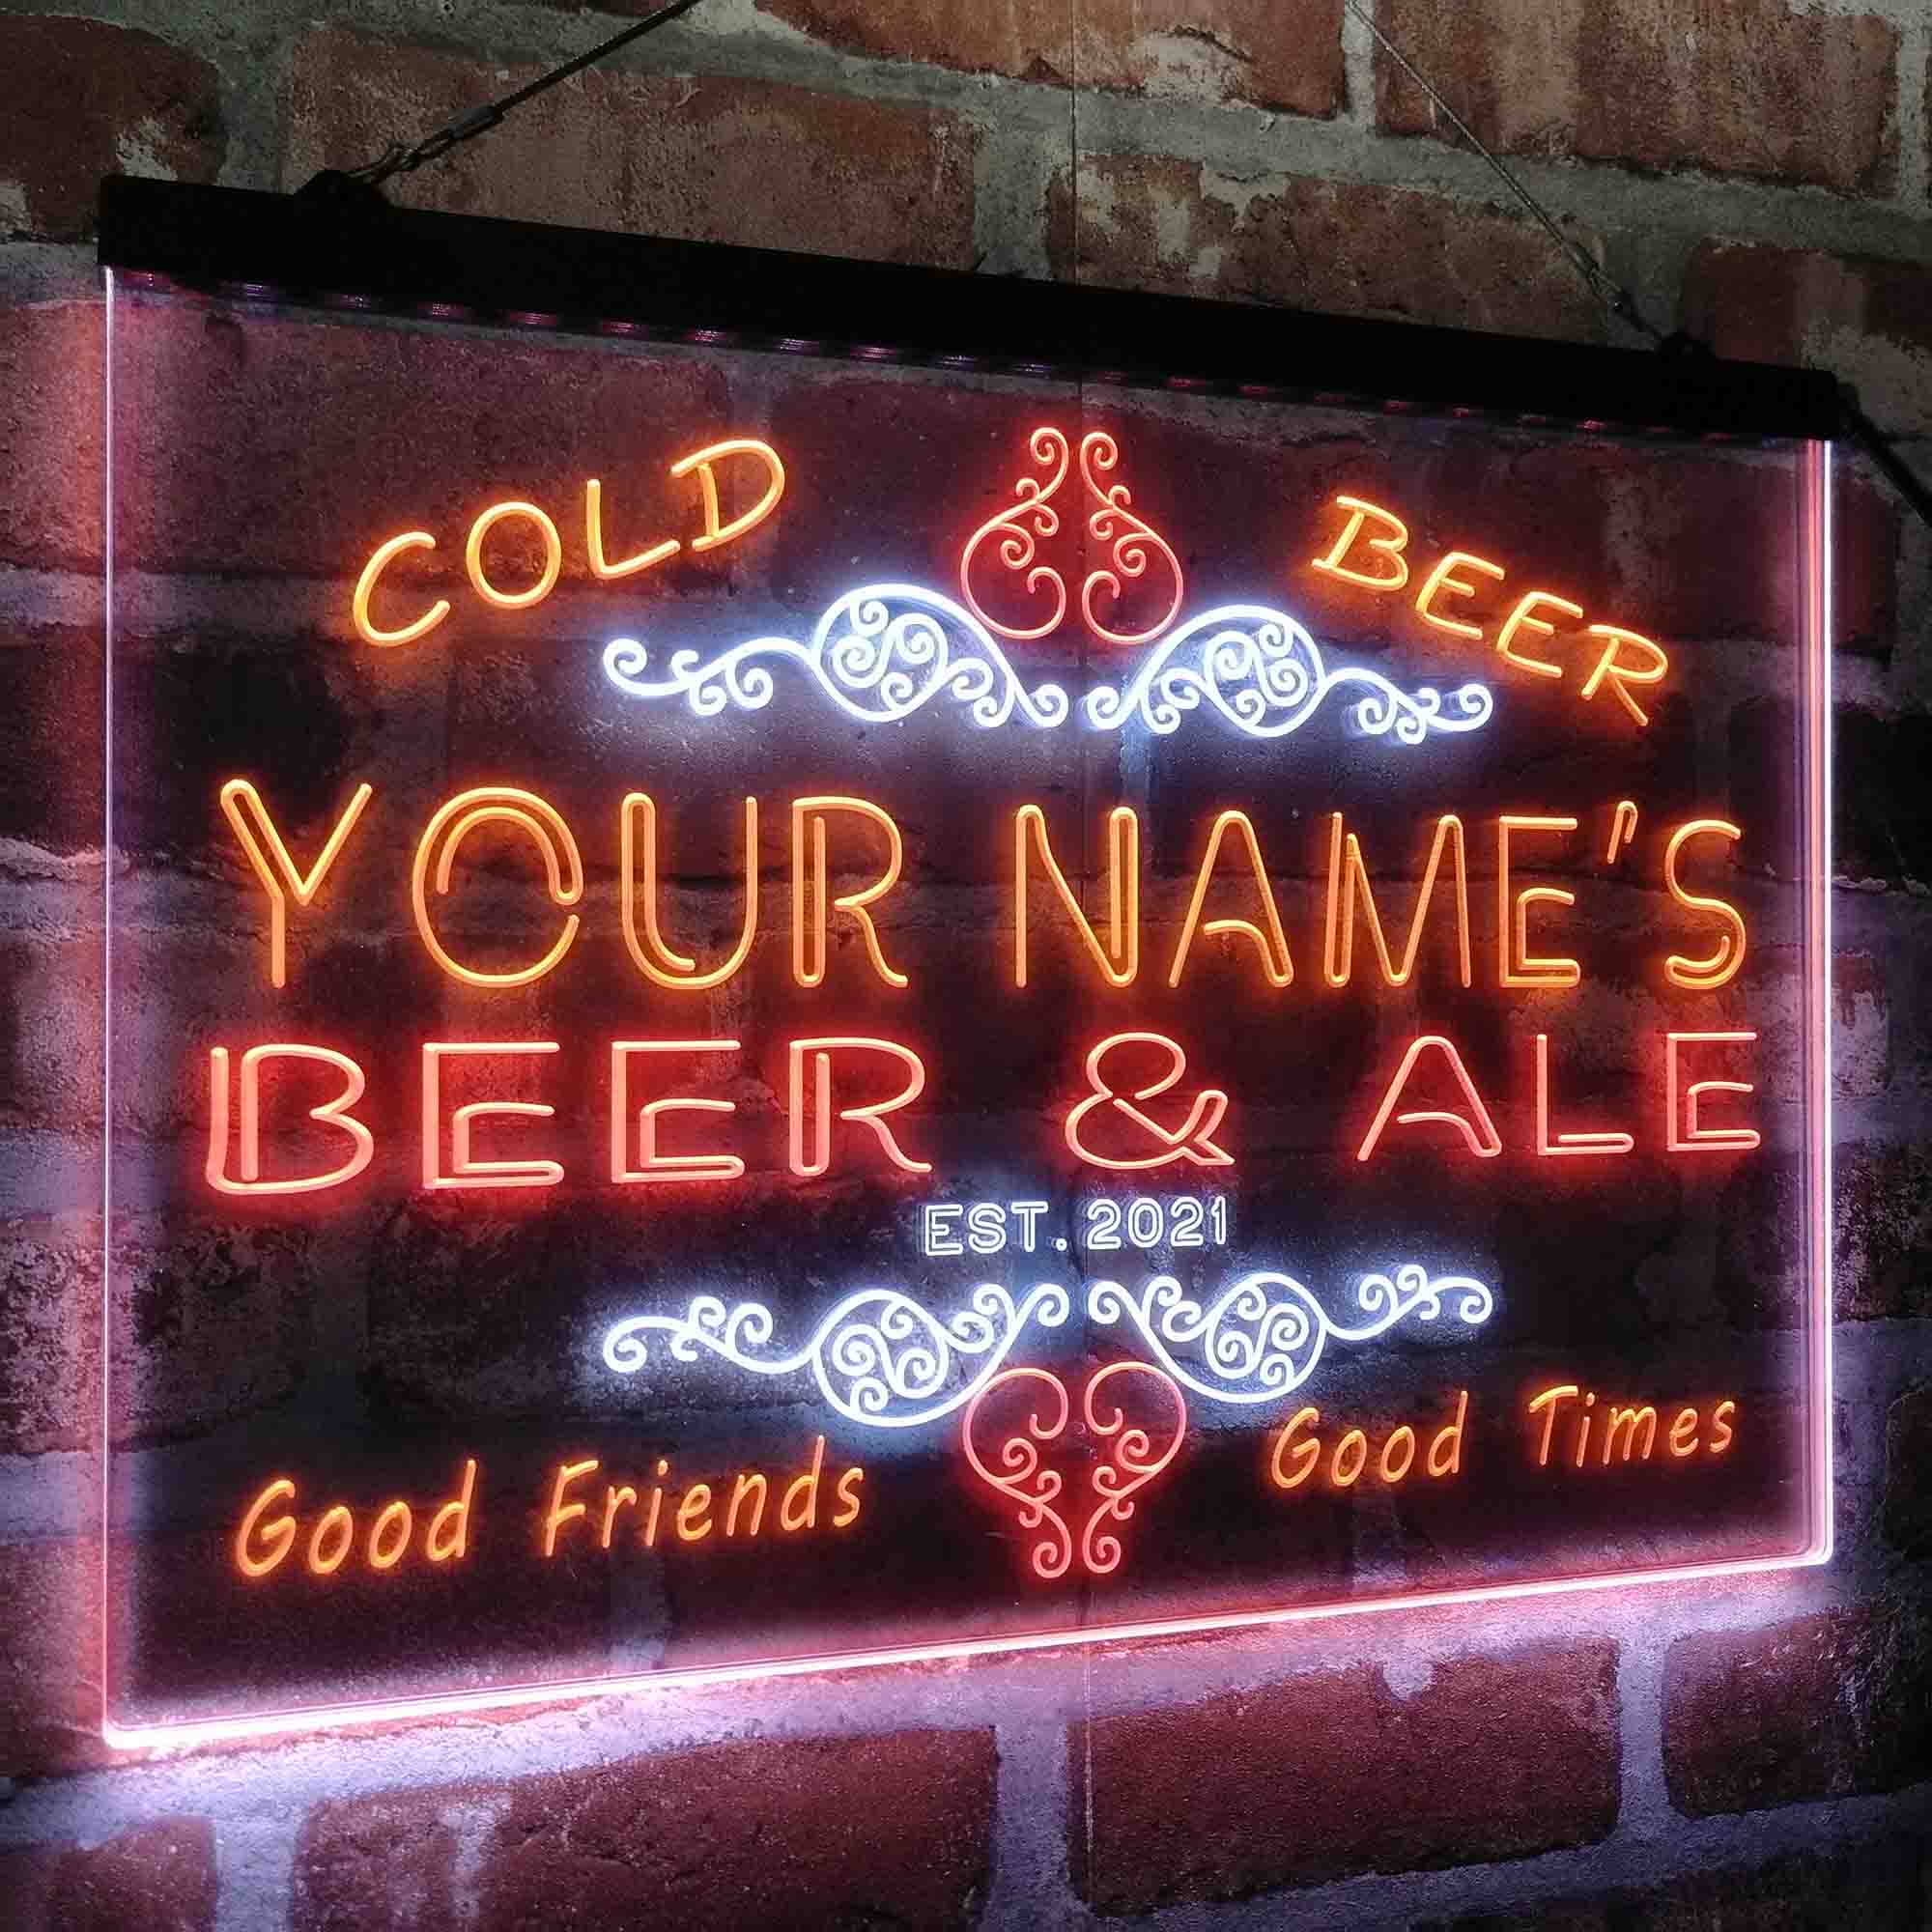 COLD BEER
YOUR NAME'S
BEER & ALE
EST. 2021
Good Friends Good Times